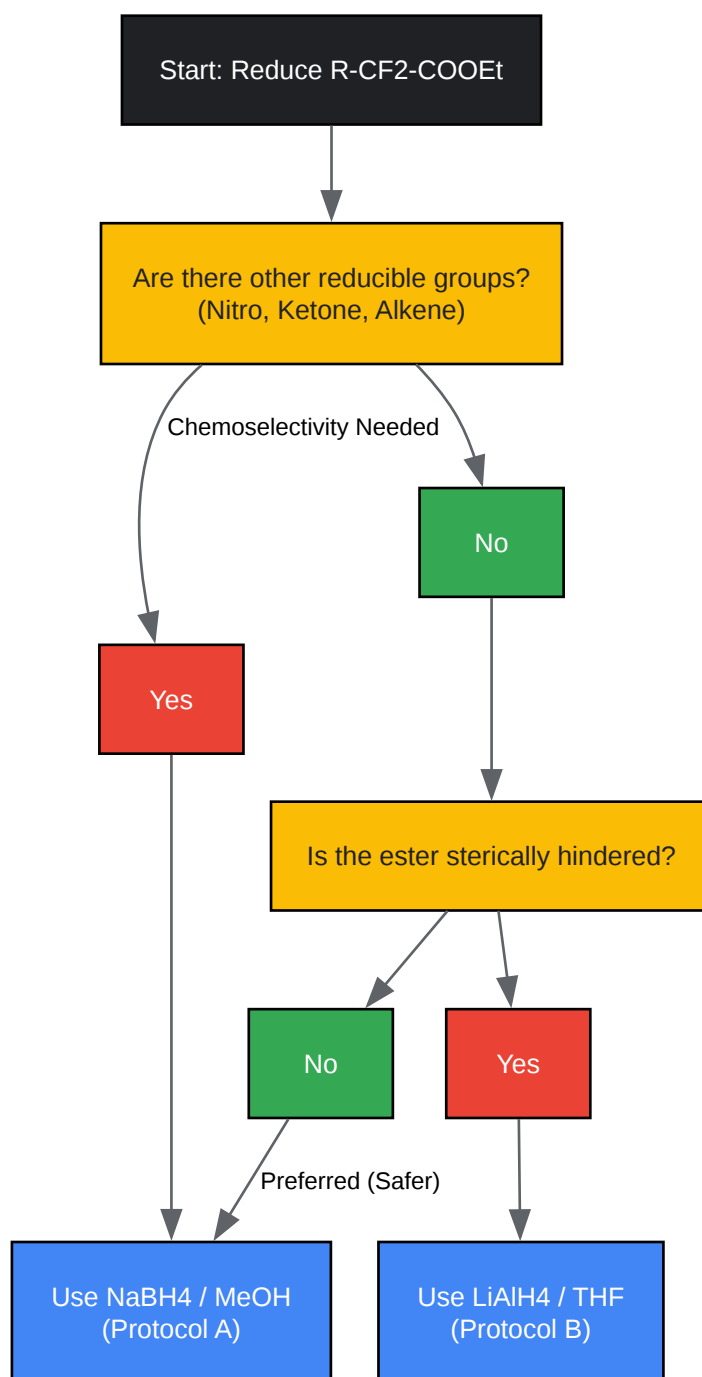 Start: Reduce R-CF2-COOEt
Are there other reducible groups?
(Nitro, Ketone, Alkene)
Chemoselectivity Needed
No
Yes
Is the ester sterically hindered?
No
Yes
Preferred (Safer)
Use NaBH4 / MeOH
(Protocol A)
Use LiAlH4 / THF
(Protocol B)